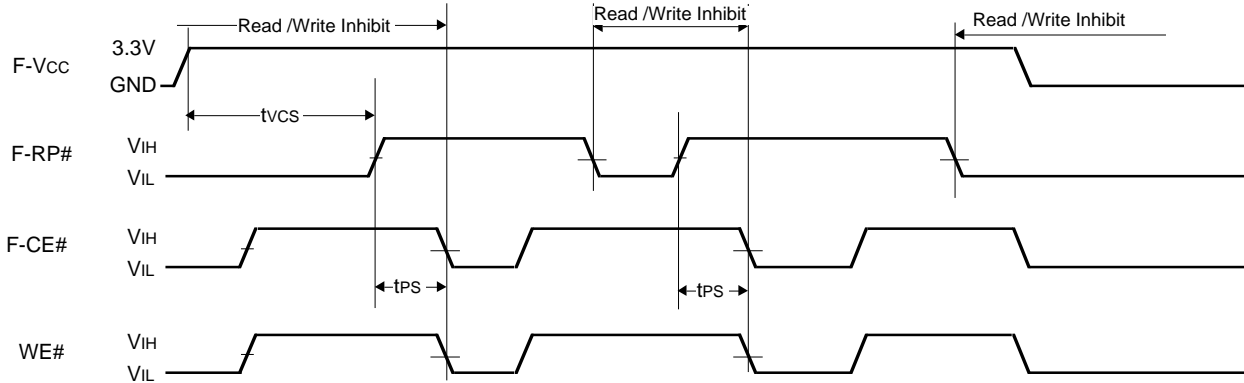 Read /Write Inhibit
Read /Write Inhibit
Read /Write Inhibit
F-VCC
3.3V
GND
tVCS
F-RP#
VIH
VIL
F-CE#
VIH
VIL
tPS
tPS
WE#
VIH
VIL